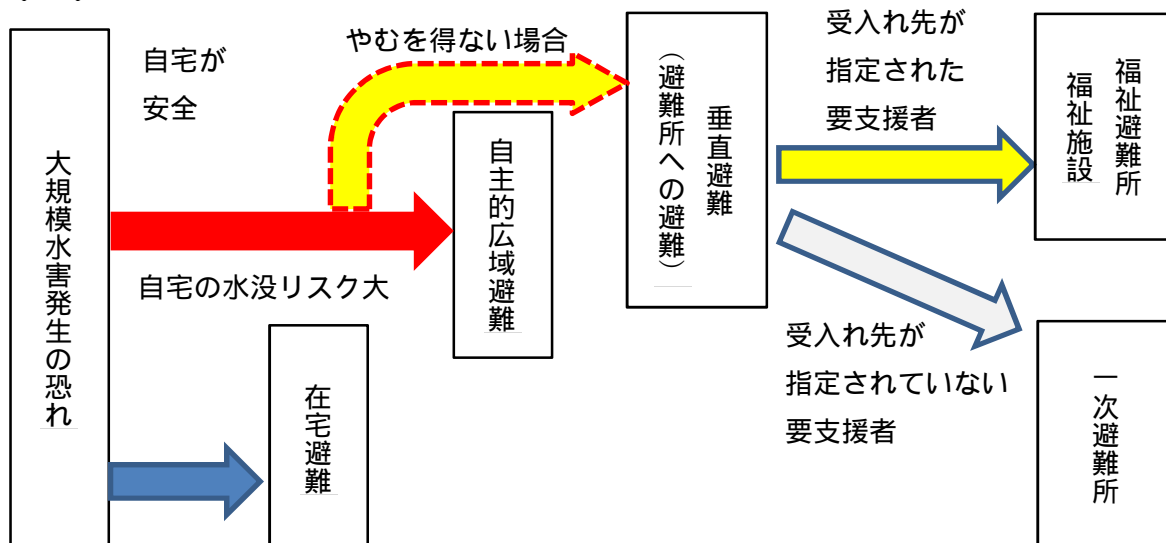 大規模水害発生の恐れ
自宅が
安全
自宅の水没リスク大
やむを得ない場合
在宅避難
自主的広域避難
垂直避難
（避難所への避難）
受入れ先が
指定された
要支援者
福祉避難所
福祉施設
受入れ先が
指定されていない
要支援者
一次避難所